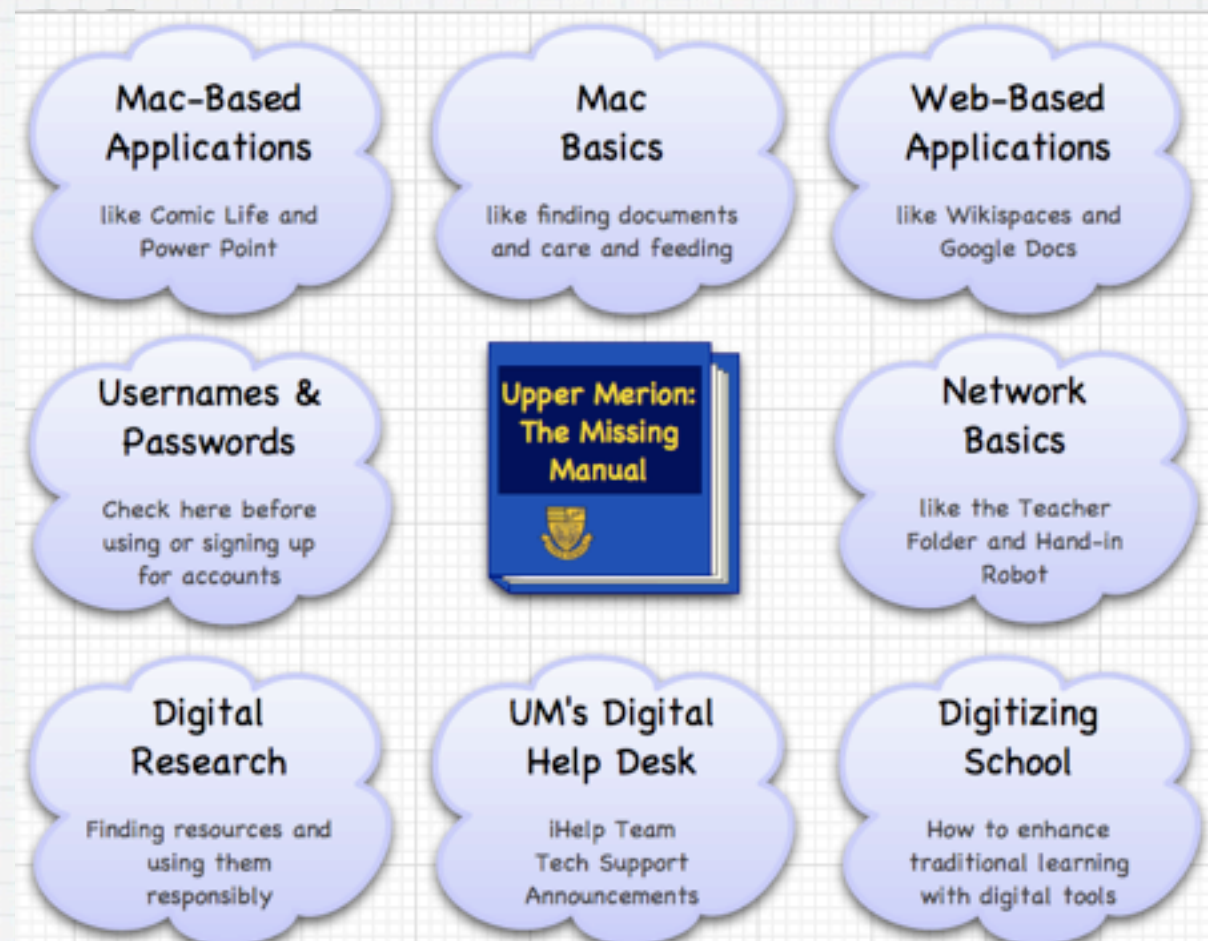 Mac-Based
Applications
like Comic Life and
Power Point
Mac
Basics
like finding documents
and care and feeding
Web-Based
Applications
like Wikispaces and
Google Docs
Usernames &
Passwords
Check here before
using or signing up
for accounts
Upper Merion:
The Missing
Manual
Network
Basics
like the Teacher
Folder and Hand-in
Robot
Digital
Research
Finding resources and
using them
responsibly
UM's Digital
Help Desk
iHelp Team
Tech Support
Announcements
Digitizing
School
How to enhance
traditional learning
with digital tools